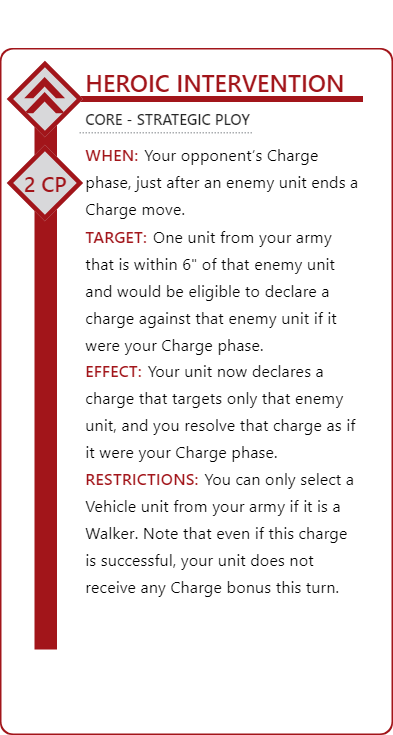 HEROIC INTERVENTION
CORE - STRATEGIC PLOY
2 CP
WHEN: Your opponent’s Charge
phase, just after an enemy unit ends a
Charge move.
TARGET: One unit from your army
that is within 6" of that enemy unit
and would be eligible to declare a
charge against that enemy unit if it
were your Charge phase.
EFFECT: Your unit now declares a
charge that targets only that enemy
unit, and you resolve that charge as if
it were your Charge phase.
RESTRICTIONS: You can only select a
Vehicle unit from your army if it is a
Walker. Note that even if this charge
is successful, your unit does not
receive any Charge bonus this turn.